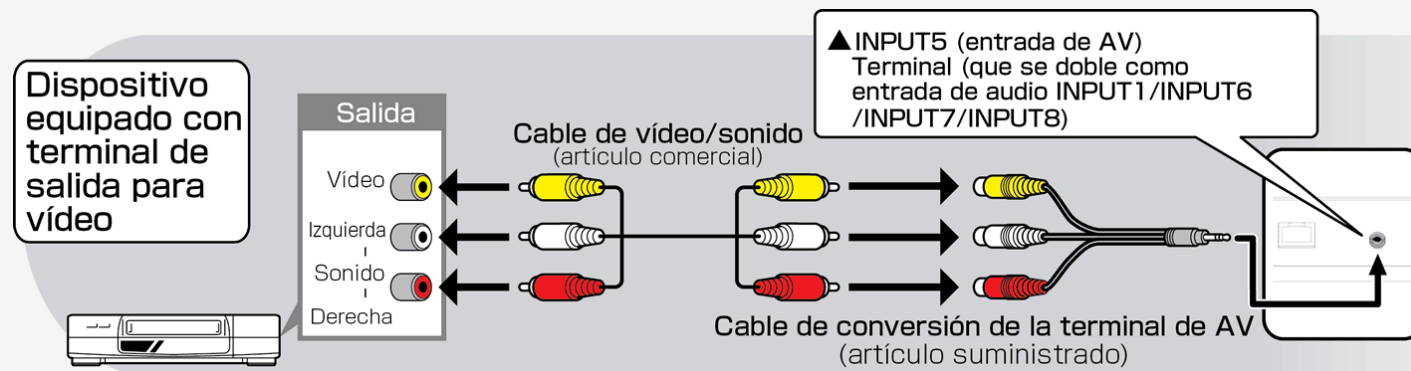 Dispositivo
equipado con
terminal de
salida para
vídeo
Salida
Vídeo
Izquierda
Sonido
Derecha
Cable de vídeo/sonido
(artículo comercial)
▲INPUT5 (entrada de AV)
Terminal (que se doble como
entrada de audio INPUT1/INPUT6
/INPUT7/INPUT8)
Cable de conversión de la terminal de AV
(artículo suministrado)